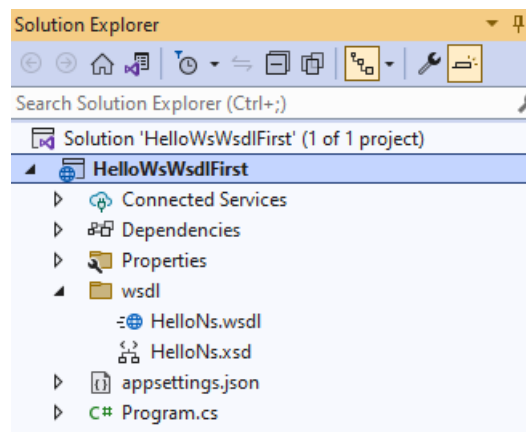 Solution Explorer
Search Solution Explorer (Ctrl+;)
Solution 'HelloWsWsdlFirst' (1 of 1 project)
HelloWsWsdlFirst
Connected Services
Dependencies
Properties
wsdl
HelloNs.wsdl
HelloNs.xsd
appsettings.json
C# Program.cs